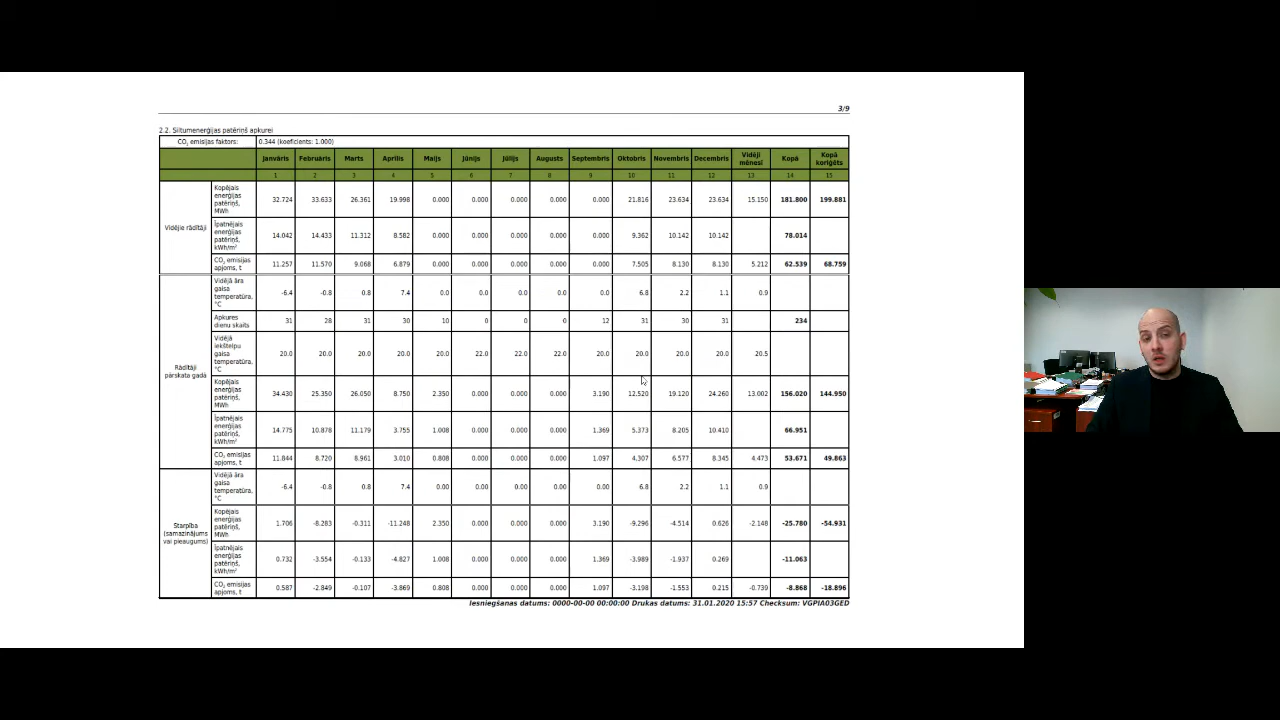 3/9
2.2. Siltumenerģijas patēriņš apkurei
CO₂ emisijas faktors: 0.344 (koeficients: 1.000)
Janvāris Februāris Marts Aprīlis Maijs Jūnijs Jūlijs Augusts Septembris Oktobris Novembris Decembris Vidēji mēnesī Kopā Kopā koriģēts
1 2 3 4 5 6 7 8 9 10 11 12 13 14 15
Vidējie rādītāji
Kopējais enerģijas patēriņš, MWh 32.724 33.633 26.361 19.998 0.000 0.000 0.000 0.000 0.000 21.816 23.634 23.634 15.150 181.800 199.881
Īpatnējais enerģijas patēriņš, kWh/m² 14.042 14.433 11.312 8.582 0.000 0.000 0.000 0.000 0.000 9.362 10.142 10.142 78.014
CO₂ emisijas apjoms, t 11.257 11.570 9.068 6.879 0.000 0.000 0.000 0.000 0.000 7.505 8.130 8.130 5.212 62.539 68.759
Rādītāji pārskata gadā
Vidējā āra gaisa temperatūra, °C -6.4 -0.8 0.8 7.4 0.0 0.0 0.0 0.0 0.0 6.8 2.2 1.1 0.9
Apkures dienu skaits 31 28 31 30 10 0 0 0 12 31 30 31 234
Vidējā iekštelpu gaisa temperatūra, °C 20.0 20.0 20.0 20.0 20.0 22.0 22.0 22.0 20.0 20.0 20.0 20.0 20.5
Kopējais enerģijas patēriņš, MWh 34.430 25.350 26.050 8.750 2.350 0.000 0.000 0.000 3.190 12.520 19.120 24.260 13.002 156.020 144.950
Īpatnējais enerģijas patēriņš, kWh/m² 14.775 10.878 11.179 3.755 1.008 0.000 0.000 0.000 1.369 5.373 8.205 10.410 66.951
CO₂ emisijas apjoms, t 11.844 8.720 8.961 3.010 0.808 0.000 0.000 0.000 1.097 4.307 6.577 8.345 4.473 53.671 49.863
Starpība (samazinājums vai pieaugums)
Vidējā āra gaisa temperatūra, °C -6.4 -0.8 0.8 7.4 0.00 0.00 0.00 0.00 0.00 6.8 2.2 1.1 0.9
Kopējais enerģijas patēriņš, MWh 1.706 -8.283 -0.311 -11.248 2.350 0.000 0.000 0.000 3.190 -9.296 -4.514 0.626 -2.148 -25.780 -54.931
Īpatnējais enerģijas patēriņš, kWh/m² 0.732 -3.554 -0.133 -4.827 1.008 0.000 0.000 0.000 1.369 -3.989 -1.937 0.269 -11.063
CO₂ emisijas apjoms, t 0.587 -2.849 -0.107 -3.869 0.808 0.000 0.000 0.000 1.097 -3.198 -1.553 0.215 -0.739 -8.868 -18.896
Iesniegšanas datums: 0000-00-00 00:00:00 Drukas datums: 31.01.2020 15:57 Checksum: VGPIA03GED